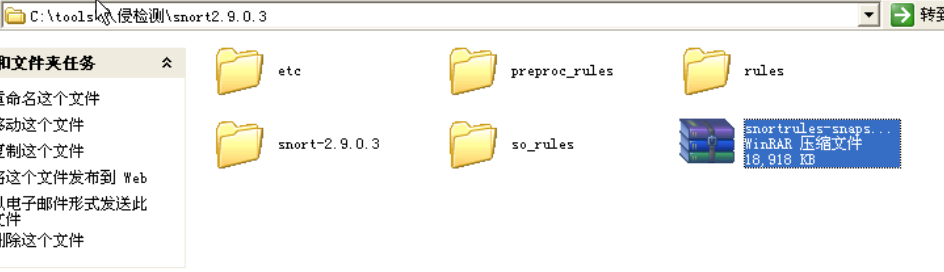 C:\tools\侵检测\snort2.9.0.3
转到
和文件夹任务
重命名这个文件
移动这个文件
复制这个文件
将这个文件发布到 Web
以电子邮件形式发送此
文件
删除这个文件
etc
preproc_rules
rules
snort-2.9.0.3
so_rules
snortrules-snaps...
WinRAR 压缩文件
18,918 KB